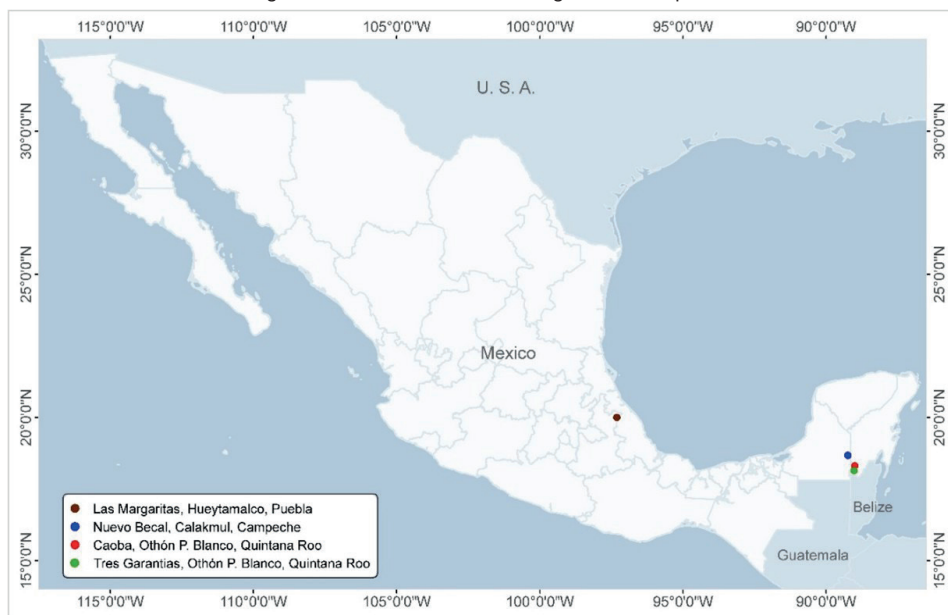 115°0'0"W 110°0'0"W 105°0'0"W 100°0'0"W 95°0'0"W 90°0'0"W
U. S. A.
30°0'0"N 30°0'0"N
25°0'0"N 25°0'0"N
Mexico
20°0'0"N 20°0'0"N
Las Margaritas, Hueytamalco, Puebla
Nuevo Becal, Calakmul, Campeche
Caoba, Othón P. Blanco, Quintana Roo
Tres Garantias, Othón P. Blanco, Quintana Roo
Belize
Guatemala
15°0'0"N 15°0'0"N
115°0'0"W 110°0'0"W 105°0'0"W 100°0'0"W 95°0'0"W 90°0'0"W